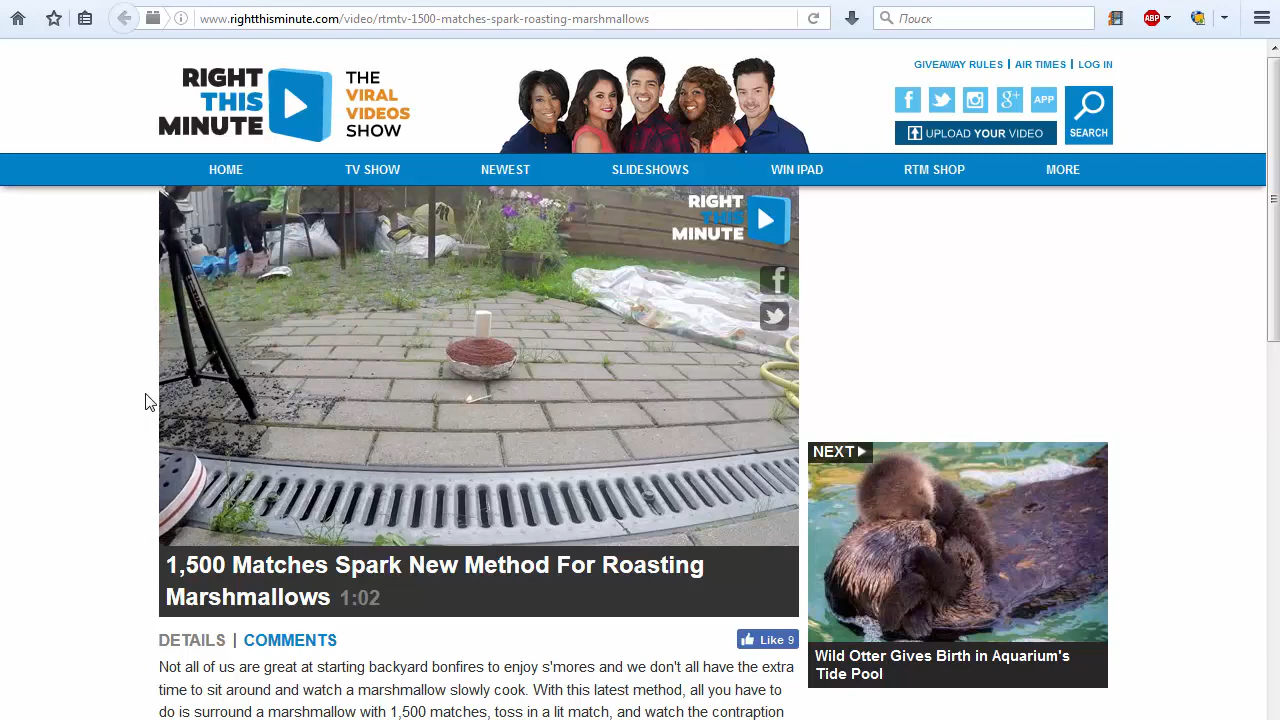 www.rightthisminute.com/video/rtmtv-1500-matches-spark-roasting-marshmallows
Поиск
ABP
GIVEAWAY RULES | AIR TIMES | LOG IN
RIGHT
THIS
MINUTE
THE
VIRAL
VIDEOS
SHOW
f
g+
APP
SEARCH
UPLOAD YOUR VIDEO
HOME
TV SHOW
NEWEST
SLIDESHOWS
WIN IPAD
RTM SHOP
MORE
RIGHT
THIS
MINUTE
f
NEXT
1,500 Matches Spark New Method For Roasting
Marshmallows 1:02
Wild Otter Gives Birth in Aquarium's
Tide Pool
DETAILS | COMMENTS
Like 9
Not all of us are great at starting backyard bonfires to enjoy s'mores and we don't all have the extra
time to sit around and watch a marshmallow slowly cook. With this latest method, all you have to
do is surround a marshmallow with 1,500 matches, toss in a lit match, and watch the contraption